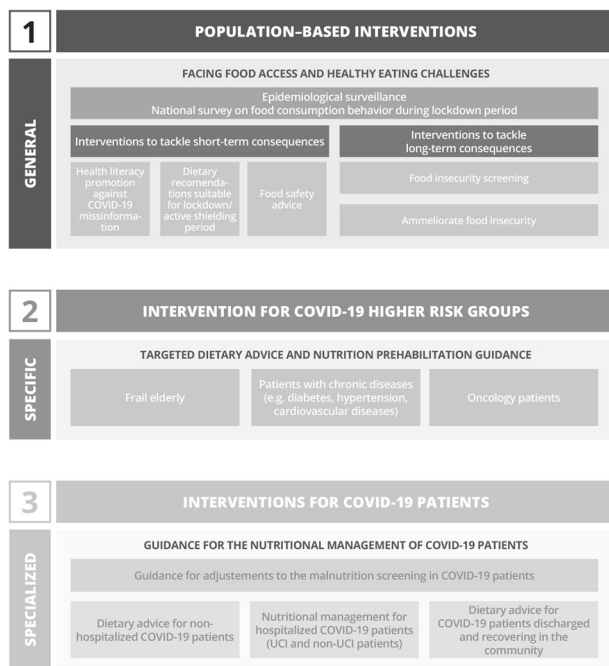 1
POPULATION–BASED INTERVENTIONS
GENERAL
FACING FOOD ACCESS AND HEALTHY EATING CHALLENGES
Epidemiological surveillance
National survey on food consumption behavior during lockdown period
Interventions to tackle short-term consequences
Interventions to tackle
long-term consequences
Health literacy
promotion
against
COVID-19
missinforma-
tion
Dietary
recomenda-
tions suitable
for lockdown/
active shielding
period
Food safety
advice
Food insecurity screening
Ammeliorate food insecurity
2
INTERVENTION FOR COVID-19 HIGHER RISK GROUPS
SPECIFIC
TARGETED DIETARY ADVICE AND NUTRITION PREHABILITATION GUIDANCE
Frail elderly
Patients with chronic diseases
(e.g. diabetes, hypertension,
cardiovascular diseases)
Oncology patients
3
INTERVENTIONS FOR COVID-19 PATIENTS
SPECIALIZED
GUIDANCE FOR THE NUTRITIONAL MANAGEMENT OF COVID-19 PATIENTS
Guidance for adjustements to the malnutrition screening in COVID-19 patients
Dietary advice for non-
hospitalized COVID-19 patients
Nutritional management for
hospitalized COVID-19 patients
(UCI and non-UCI patients)
Dietary advice for
COVID-19 patients discharged
and recovering in the
community